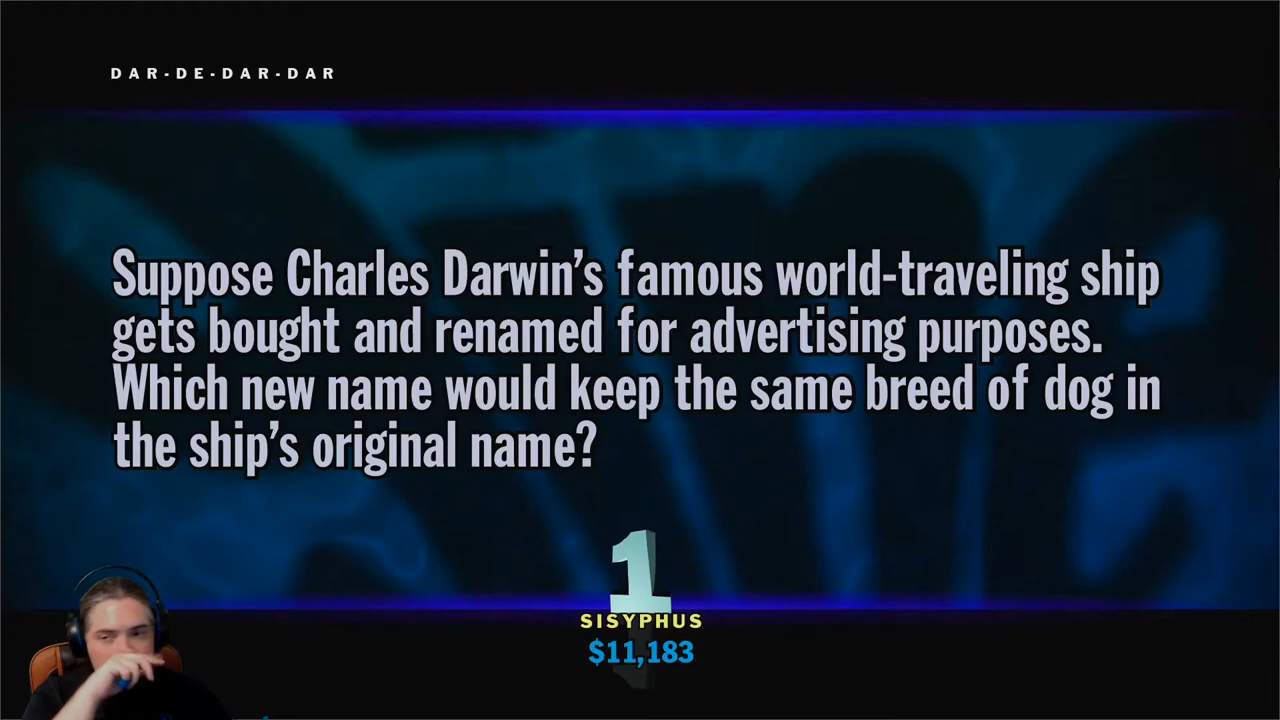 DAR-DE-DAR-DAR
Suppose Charles Darwin's famous world-traveling ship
gets bought and renamed for advertising purposes.
Which new name would keep the same breed of dog in
the ship's original name?
1
SISYPHUS
$11,183